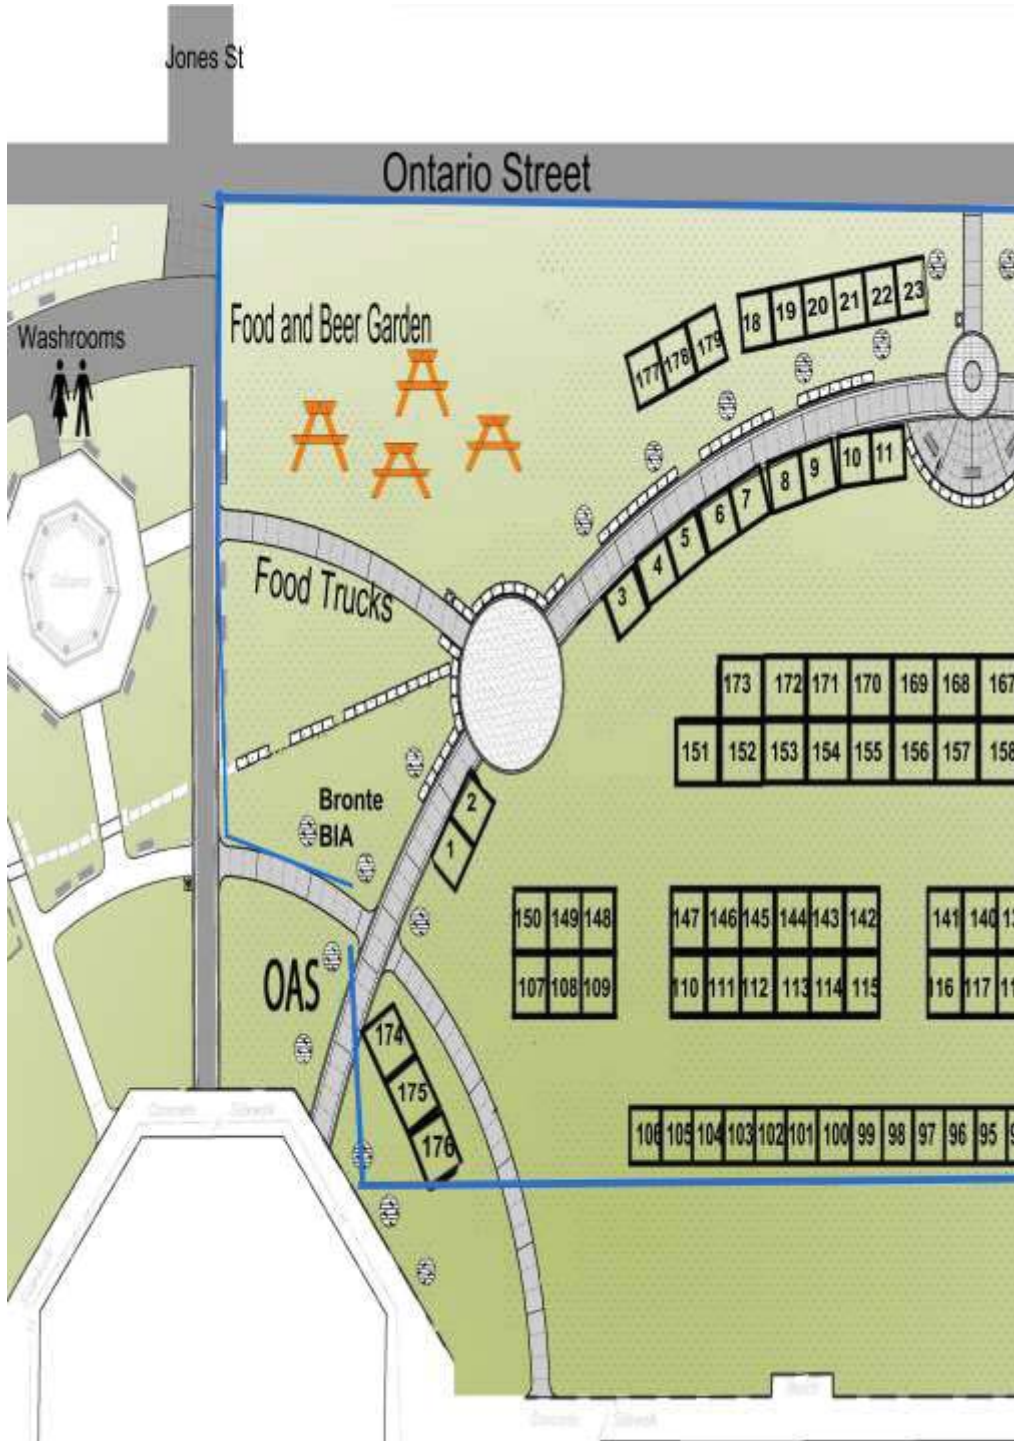 Jones St
Ontario Street
Washrooms
Food and Beer Garden
177 178 179 18 19 20 21 22 23
3 4 5 6 7 8 9 10 11
Food Trucks
173 172 171 170 169 168 167
151 152 153 154 155 156 157 158
Bronte
BIA
1 2
150 149 148 147 146 145 144 143 142 141 140
107 108 109 110 111 112 113 114 115 116 117
OAS
174
175
176
106 105 104 103 102 101 100 99 98 97 96 95